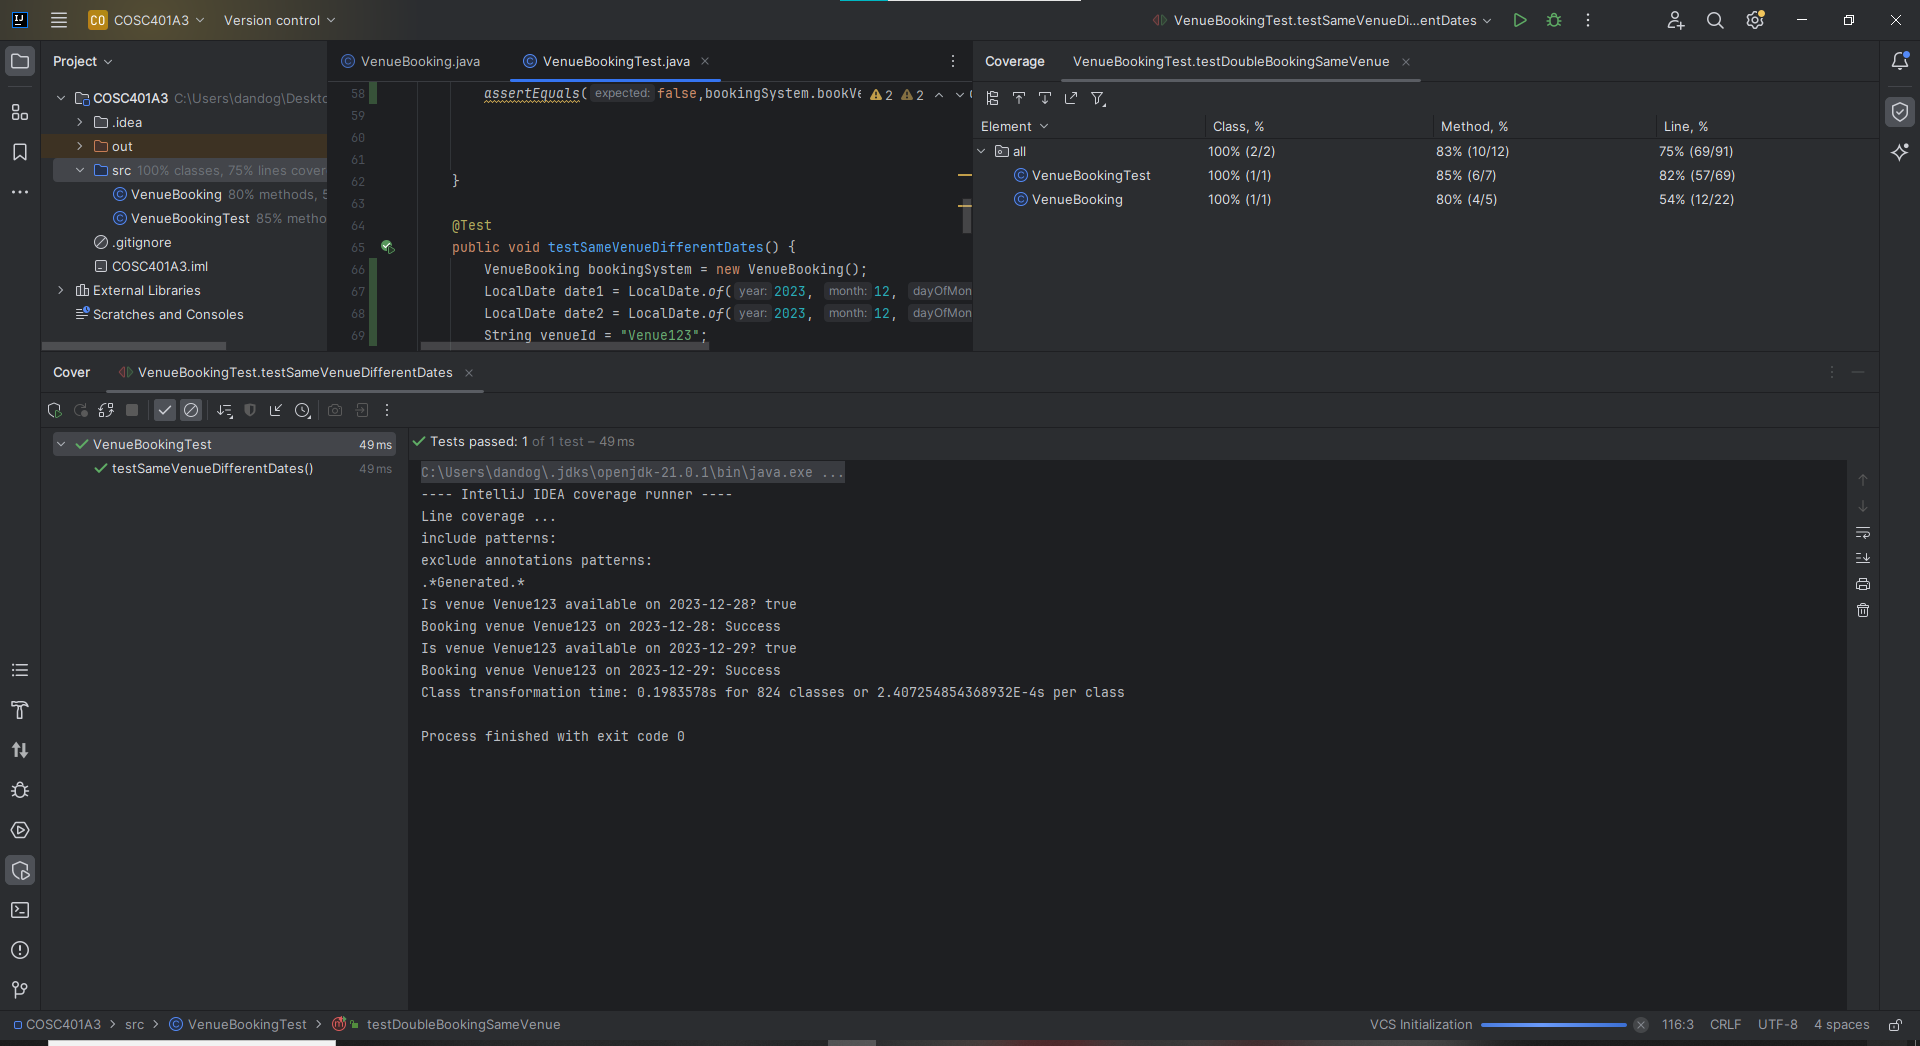 CO COSC401A3 Version control VenueBookingTest.testSameVenueDi...entDates
Project
COSC401A3 C:\Users\dandog\Deskto
.idea
out
src 100% classes, 75% lines cover
VenueBooking 80% methods, 5
VenueBookingTest 85% metho
.gitignore
COSC401A3.iml
External Libraries
Scratches and Consoles
VenueBooking.java VenueBookingTest.java
58 assertEquals( expected: false,bookingSystem.bookVe 2 2
59
60
61
62 }
63
64 @Test
65 public void testSameVenueDifferentDates() {
66 VenueBooking bookingSystem = new VenueBooking();
67 LocalDate date1 = LocalDate.of( year: 2023, month: 12, dayOfMon
68 LocalDate date2 = LocalDate.of( year: 2023, month: 12, dayOfMon
69 String venueId = "Venue123";
Coverage VenueBookingTest.testDoubleBookingSameVenue
Element Class, % Method, % Line, %
all 100% (2/2) 83% (10/12) 75% (69/91)
VenueBookingTest 100% (1/1) 85% (6/7) 82% (57/69)
VenueBooking 100% (1/1) 80% (4/5) 54% (12/22)
Cover VenueBookingTest.testSameVenueDifferentDates
VenueBookingTest 49 ms
testSameVenueDifferentDates() 49 ms
Tests passed: 1 of 1 test – 49 ms
C:\Users\dandog\.jdks\openjdk-21.0.1\bin\java.exe ...
---- IntelliJ IDEA coverage runner ----
Line coverage ...
include patterns:
exclude annotations patterns:
.*Generated.*
Is venue Venue123 available on 2023-12-28? true
Booking venue Venue123 on 2023-12-28: Success
Is venue Venue123 available on 2023-12-29? true
Booking venue Venue123 on 2023-12-29: Success
Class transformation time: 0.1983578s for 824 classes or 2.407254854368932E-4s per class
Process finished with exit code 0
COSC401A3 > src > VenueBookingTest > testDoubleBookingSameVenue
VCS Initialization 116:3 CRLF UTF-8 4 spaces